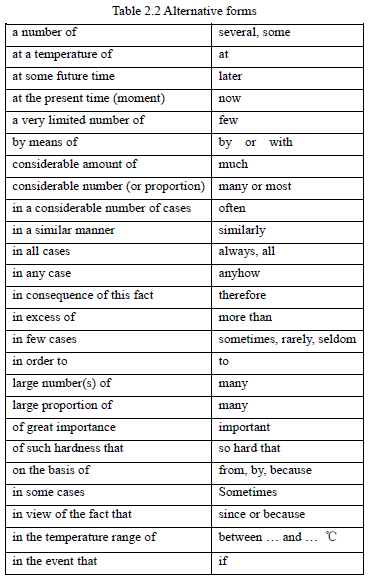 Table 2.2 Alternative forms
a number of several, some
at a temperature of at
at some future time later
at the present time (moment) now
a very limited number of few
by means of by or with
considerable amount of much
considerable number (or proportion) many or most
in a considerable number of cases often
in a similar manner similarly
in all cases always, all
in any case anyhow
in consequence of this fact therefore
in excess of more than
in few cases sometimes, rarely, seldom
in order to to
large number(s) of many
large proportion of many
of great importance important
of such hardness that so hard that
on the basis of from, by, because
in some cases Sometimes
in view of the fact that since or because
in the temperature range of between … and … ℃
in the event that if